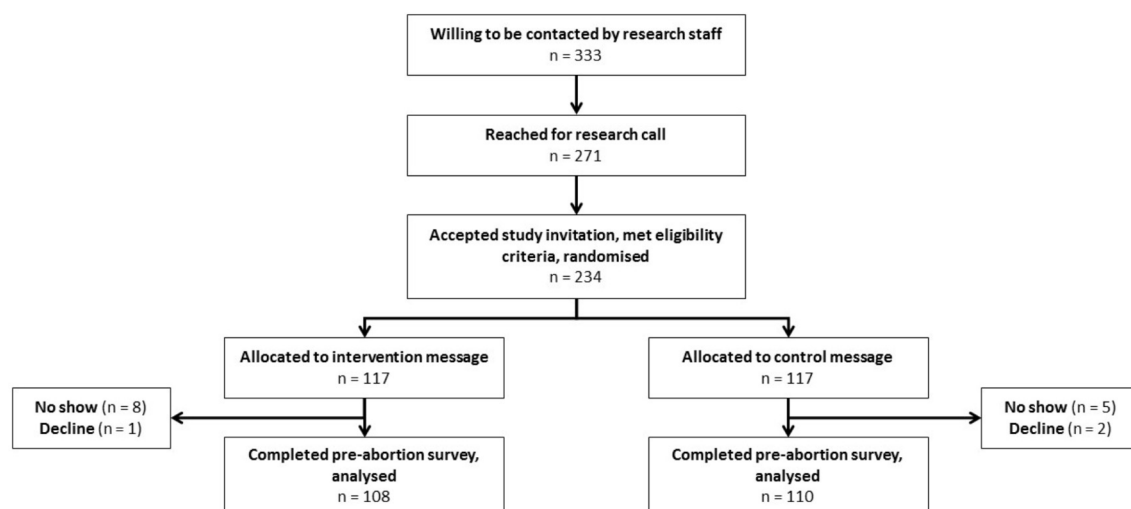 Willing to be contacted by research staff
n = 333
Reached for research call
n = 271
Accepted study invitation, met eligibility
criteria, randomised
n = 234
Allocated to intervention message
n = 117
Allocated to control message
n = 117
No show (n = 8)
Decline (n = 1)
No show (n = 5)
Decline (n = 2)
Completed pre-abortion survey,
analysed
n = 108
Completed pre-abortion survey,
analysed
n = 110